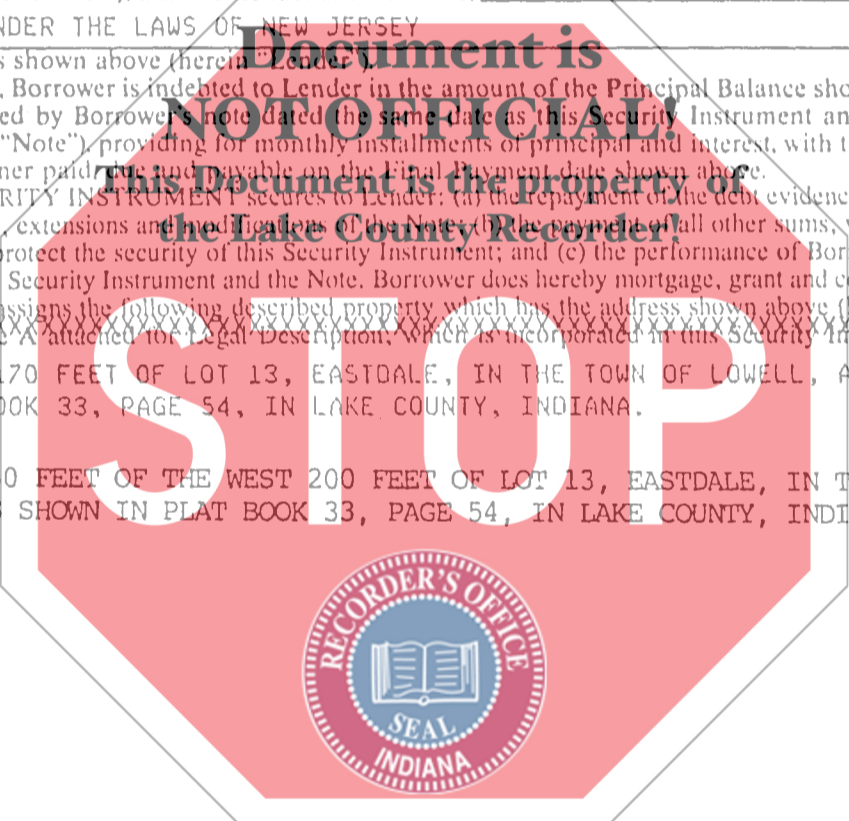 NDER THE LAWS OF NEW JERSEY
Document is
s shown above (herein "Lender").
, Borrower is indebted to Lender in the amount of the Principal Balance sho
NOT OFFICIAL!
ed by Borrower's note dated the same date as this Security Instrument an
"Note"), providing for monthly installments of principal and interest, with t
ner paid, due and payable on the Final Payment date shown above.
This Document is the property of
RITY INSTRUMENT secures to Lender: (a) the repayment of the debt evidenc
, extensions and modifications of the Note; (b) the payment of all other sums, w
the Lake County Recorder!
protect the security of this Security Instrument; and (c) the performance of Bor
Security Instrument and the Note. Borrower does hereby mortgage, grant and co
assigns the following described property which has the address shown above (
A attached for Legal Description, which is incorporated in this Security In
STOP
170 FEET OF LOT 13, EASTDALE, IN THE TOWN OF LOWELL, A
OOK 33, PAGE 54, IN LAKE COUNTY, INDIANA.
0 FEET OF THE WEST 200 FEET OF LOT 13, EASTDALE, IN T
SHOWN IN PLAT BOOK 33, PAGE 54, IN LAKE COUNTY, INDI
RECORDER'S OFFICE
SEAL
INDIANA